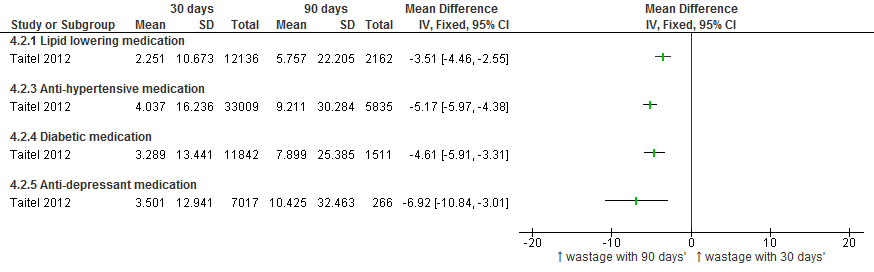 30 days 90 days Mean Difference Mean Difference
Study or Subgroup Mean SD Total Mean SD Total IV, Fixed, 95% CI IV, Fixed, 95% CI
4.2.1 Lipid lowering medication
Taitel 2012 2.251 10.673 12136 5.757 22.205 2162 -3.51 [-4.46, -2.55]
4.2.3 Anti-hypertensive medication
Taitel 2012 4.037 16.236 33009 9.211 30.284 5835 -5.17 [-5.97, -4.38]
4.2.4 Diabetic medication
Taitel 2012 3.289 13.441 11842 7.899 25.385 1511 -4.61 [-5.91, -3.31]
4.2.5 Anti-depressant medication
Taitel 2012 3.501 12.941 7017 10.425 32.463 266 -6.92 [-10.84, -3.01]
-20 -10 0 10 20
↑ wastage with 90 days' ↑ wastage with 30 days'